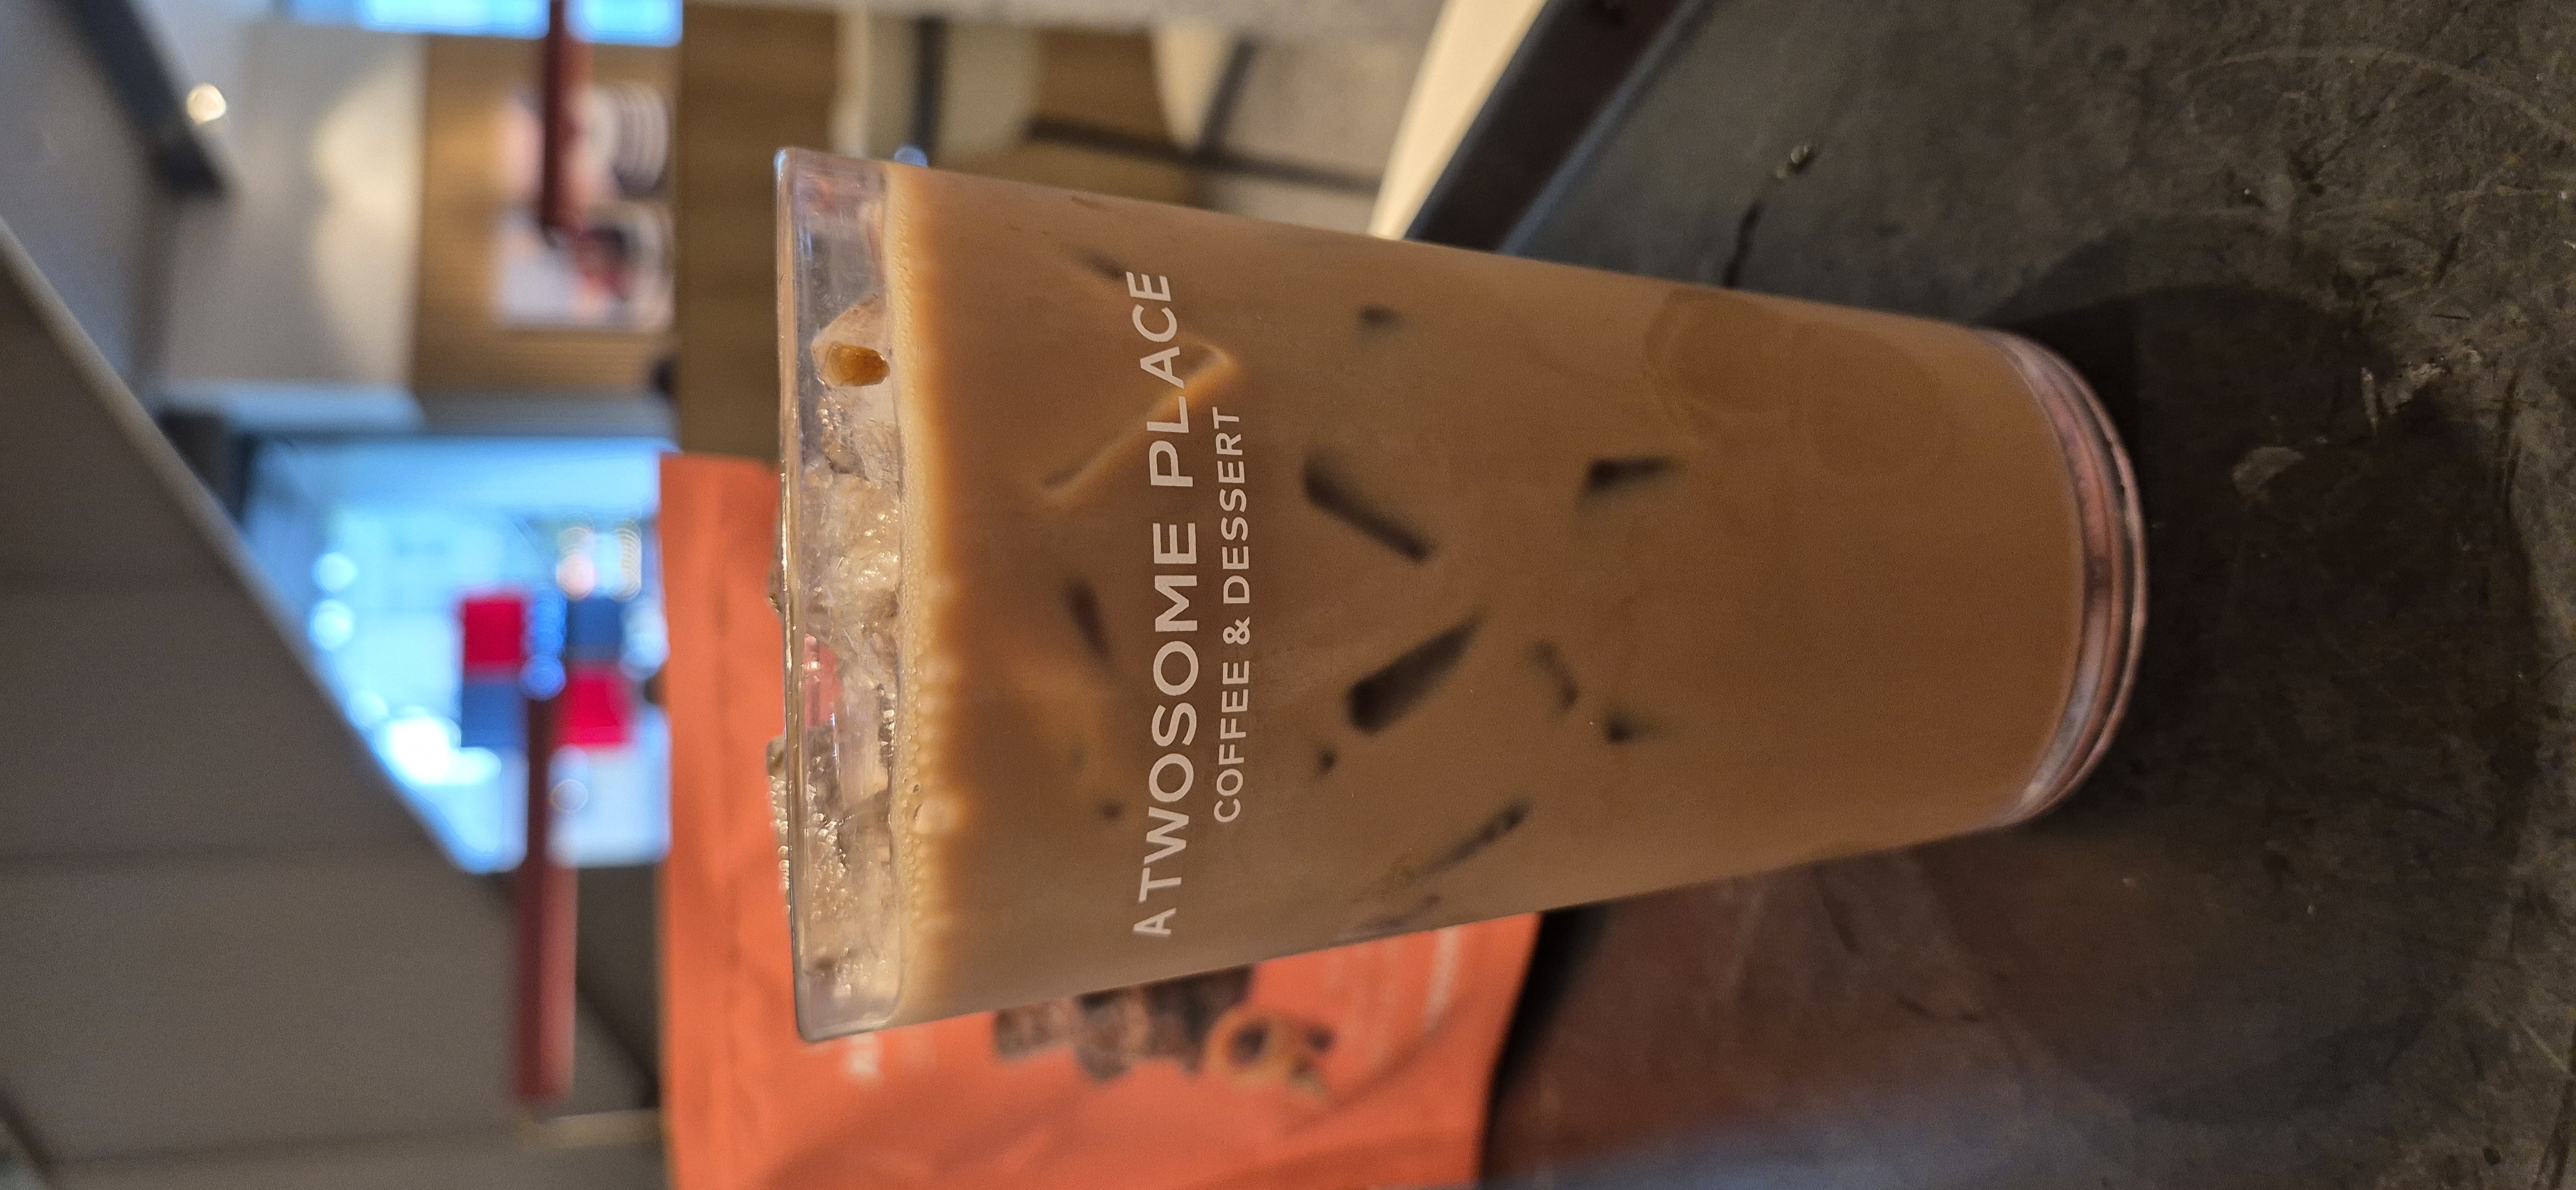 A TWOSOME PLACE
COFFEE & DESSERT